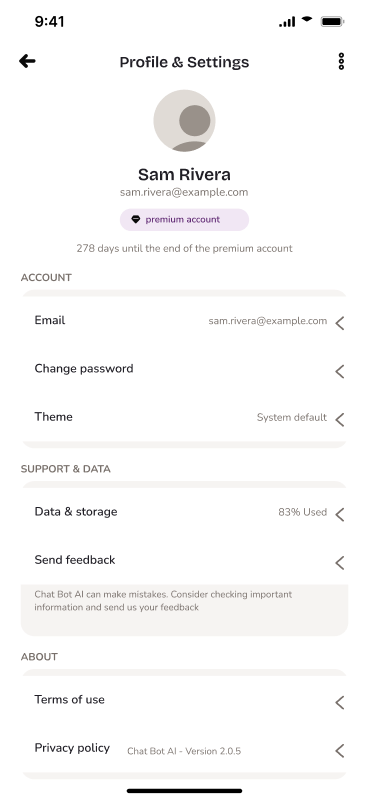 9:41
Profile & Settings
Sam Rivera
sam.rivera@example.com
premium account
278 days until the end of the premium account
ACCOUNT
Email sam.rivera@example.com
Change password
Theme System default
SUPPORT & DATA
Data & storage 83% Used
Send feedback
Chat Bot AI can make mistakes. Consider checking important
information and send us your feedback
ABOUT
Terms of use
Privacy policy Chat Bot AI - Version 2.0.5